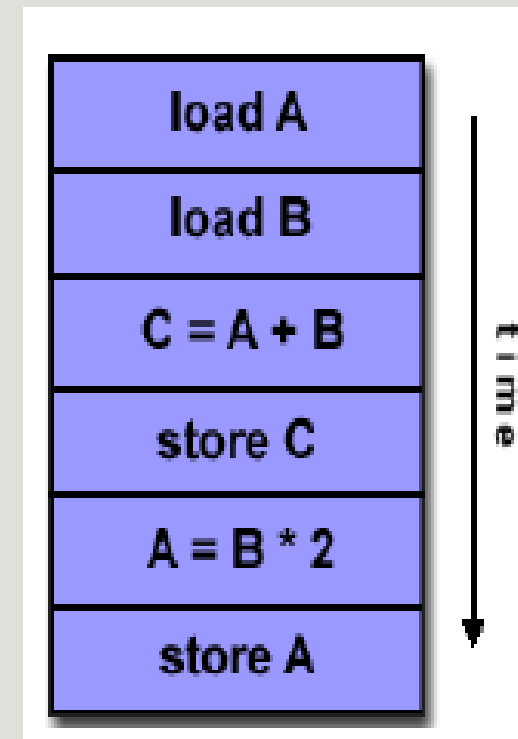 load A
load B
C = A + B
store C
A = B * 2
store A
time